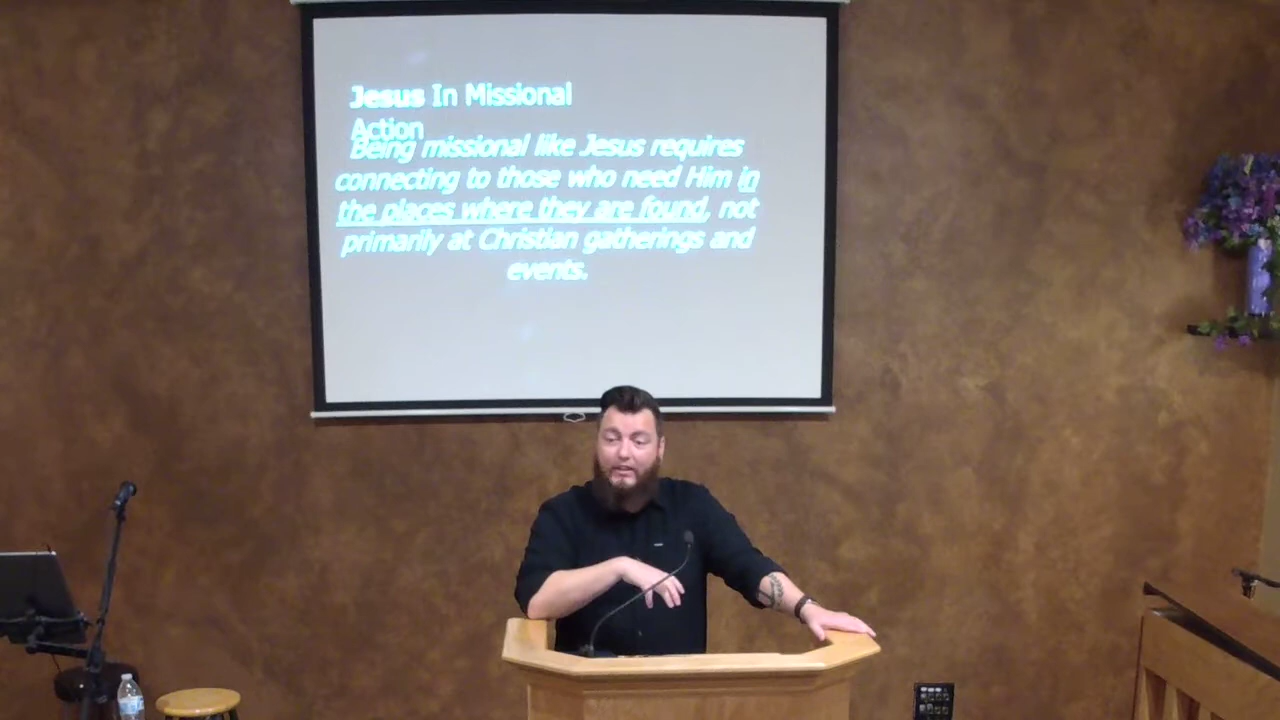 Jesus In Missional
Action
Being missional like Jesus requires
connecting to those who need Him in
the places where they are found, not
primarily at Christian gatherings and
events.